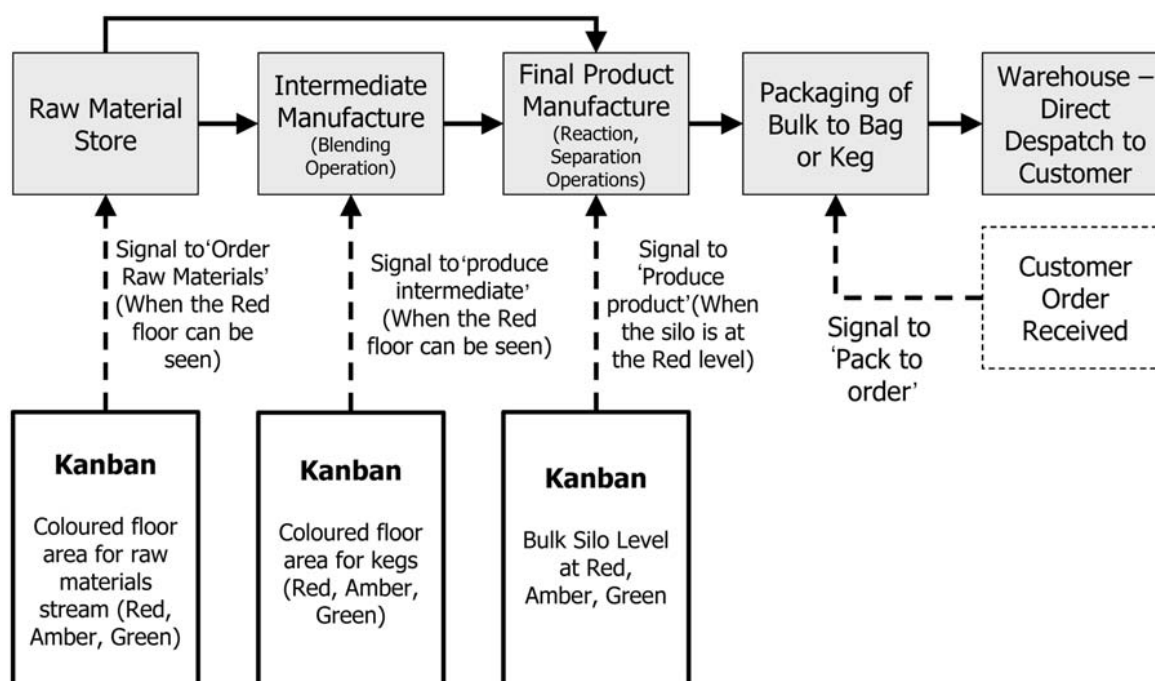 Raw Material
Store
Intermediate
Manufacture
(Blending
Operation)
Final Product
Manufacture
(Reaction,
Separation
Operations)
Packaging of
Bulk to Bag
or Keg
Warehouse –
Direct
Despatch to
Customer
Signal to‘Order
Raw Materials’
(When the Red
floor can be
seen)
Signal to‘produce
intermediate’
(When the Red
floor can be seen)
Signal to
‘Produce
product’(When
the silo is at
the Red level)
Signal to
‘Pack to
order’
Customer
Order
Received
Kanban
Coloured floor
area for raw
materials
stream (Red,
Amber, Green)
Kanban
Coloured floor
area for kegs
(Red, Amber,
Green)
Kanban
Bulk Silo Level
at Red,
Amber, Green